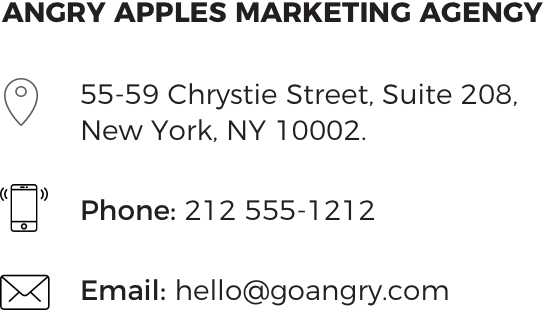 ANGRY APPLES MARKETING AGENGY
55-59 Chrystie Street, Suite 208,
New York, NY 10002.
Phone: 212 555-1212
Email: hello@goangry.com